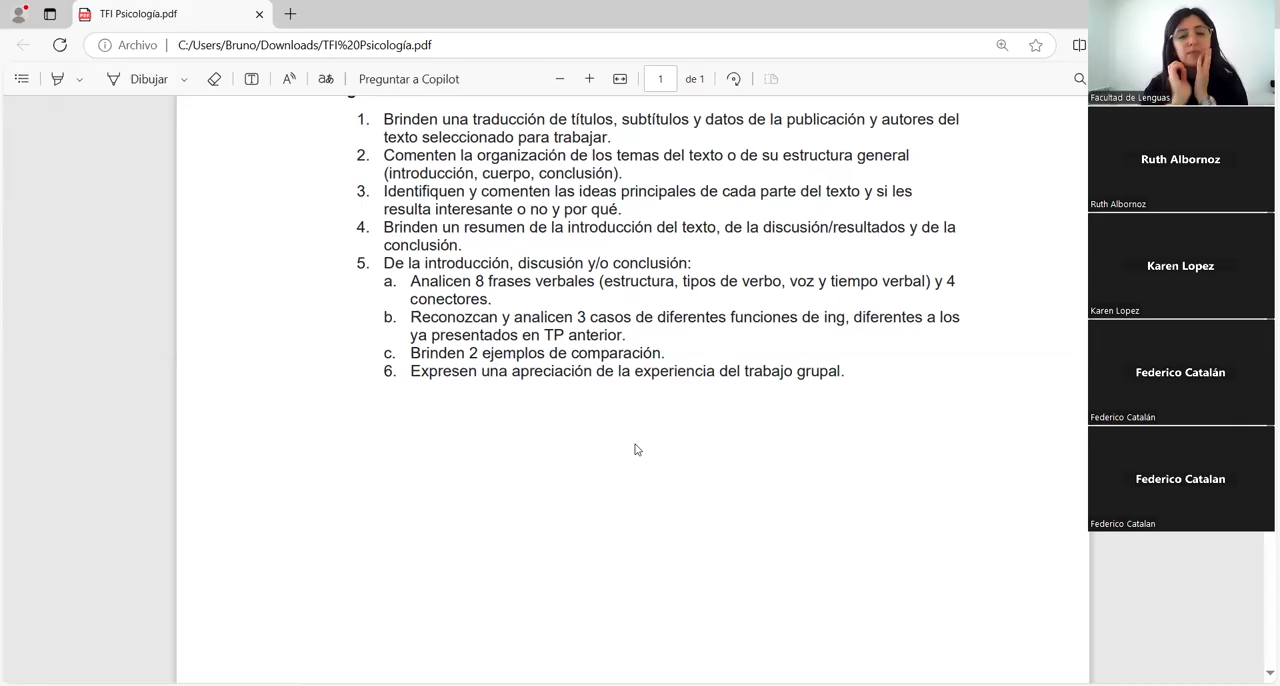 TFI Psicología.pdf
Archivo
C:/Users/Bruno/Downloads/TFI%20Psicología.pdf
Dibujar
Preguntar a Copilot
1
de 1
1. Brinden una traducción de títulos, subtítulos y datos de la publicación y autores del
texto seleccionado para trabajar.
2. Comenten la organización de los temas del texto o de su estructura general
(introducción, cuerpo, conclusión).
3. Identifiquen y comenten las ideas principales de cada parte del texto y si les
resulta interesante o no y por qué.
4. Brinden un resumen de la introducción del texto, de la discusión/resultados y de la
conclusión.
5. De la introducción, discusión y/o conclusión:
a. Analicen 8 frases verbales (estructura, tipos de verbo, voz y tiempo verbal) y 4
conectores.
b. Reconozcan y analicen 3 casos de diferentes funciones de ing, diferentes a los
ya presentados en TP anterior.
c. Brinden 2 ejemplos de comparación.
6. Expresen una apreciación de la experiencia del trabajo grupal.
Facultad de Lenguas
Ruth Albornoz
Ruth Albornoz
Karen Lopez
Karen Lopez
Federico Catalán
Federico Catalán
Federico Catalan
Federico Catalan